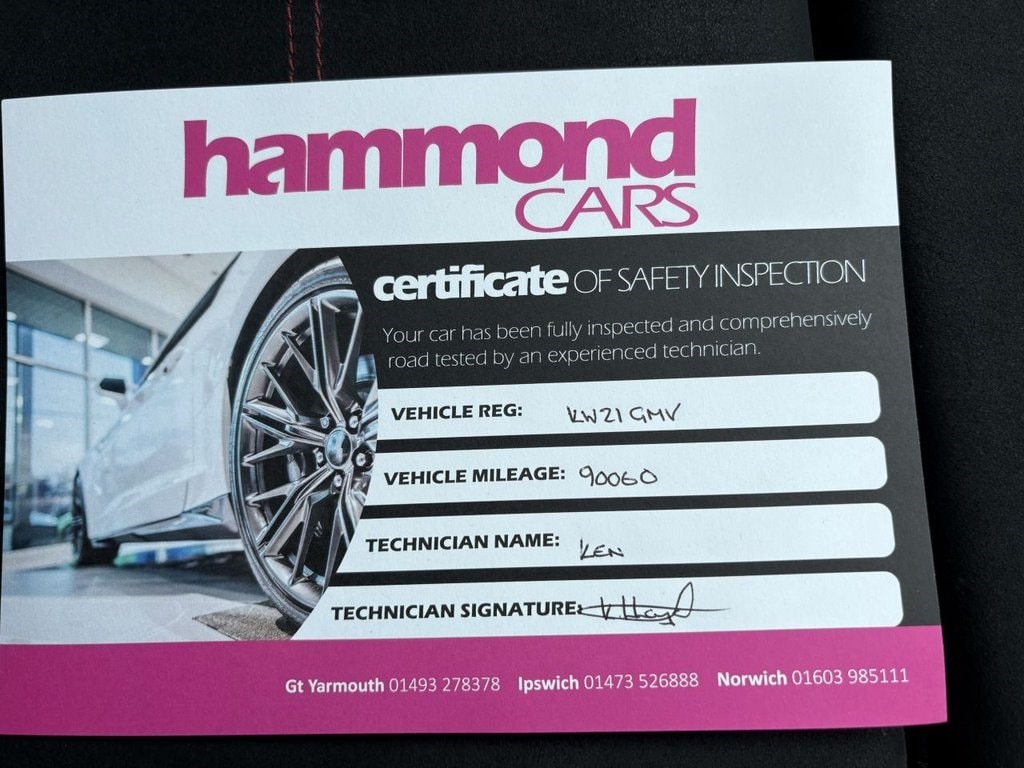 hammond
CARS
certificate OF SAFETY INSPECTION
Your car has been fully inspected and comprehensively
road tested by an experienced technician.
VEHICLE REG: KW21 GMV
VEHICLE MILEAGE: 90060
TECHNICIAN NAME: KEN
TECHNICIAN SIGNATURE:
Gt Yarmouth 01493 278378 Ipswich 01473 526888 Norwich 01603 985111